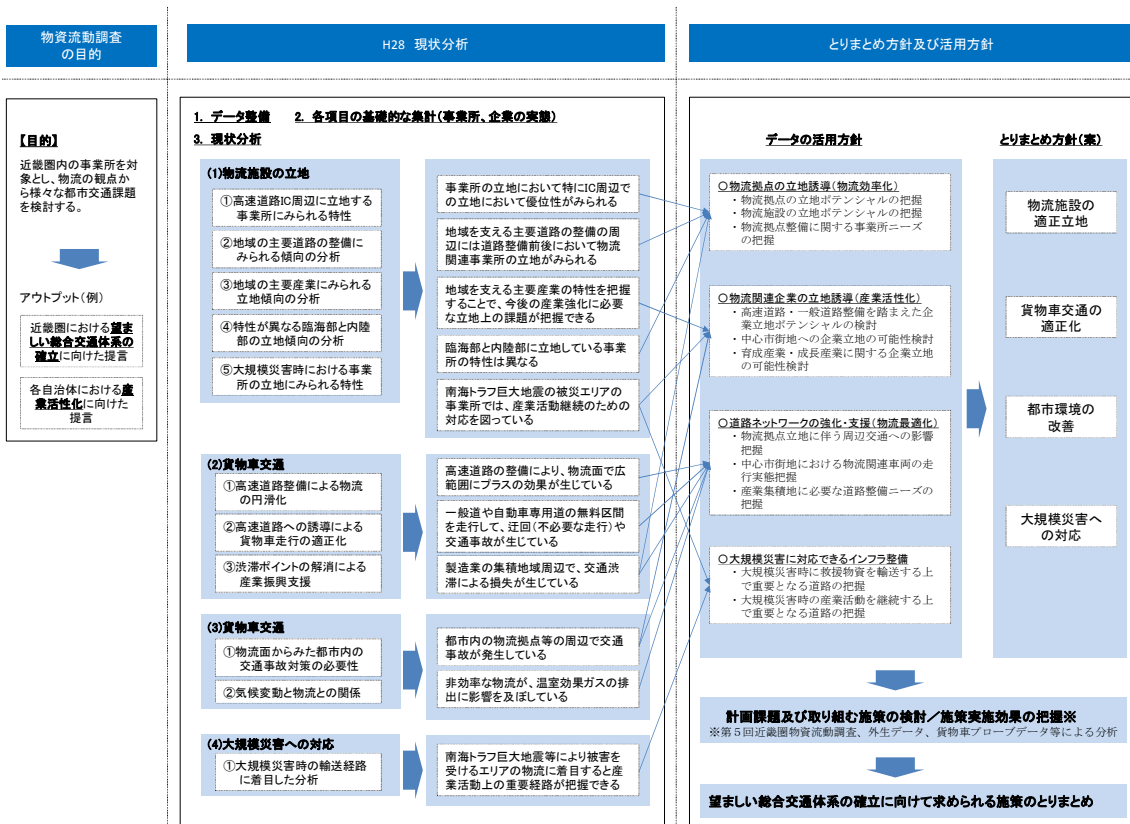 物資流動調査
の目的
H28 現状分析
とりまとめ方針及び活用方針
【目的】
近畿圏内の事業所を対
象とし、物流の観点か
ら様々な都市交通課題
を検討する。
アウトプット(例)
近畿圏における望ま
しい総合交通体系の
確立に向けた提言
各自治体における産
業活性化に向けた
提言
1. データ整備 2. 各項目の基礎的な集計(事業所、企業の実態)
3. 現状分析
(1)物流施設の立地
①高速道路IC周辺に立地する
事業所にみられる特性
②地域の主要道路の整備に
みられる傾向の分析
③地域の主要産業にみられる
立地傾向の分析
④特性が異なる臨海部と内陸
部の立地傾向の分析
⑤大規模災害時における事業
所の立地にみられる特性
事業所の立地において特にIC周辺で
の立地において優位性がみられる
地域を支える主要道路の整備の周
辺には道路整備前後において物流
関連事業所の立地がみられる
地域を支える主要産業の特性を把握
することで、今後の産業強化に必要
な立地上の課題が把握できる
臨海部と内陸部に立地している事業
所の特性は異なる
南海トラフ巨大地震の被災エリアの
事業所では、産業活動継続のための
対応を図っている
(2)貨物車交通
①高速道路整備による物流
の円滑化
②高速道路への誘導による
貨物車走行の適正化
③渋滞ポイントの解消による
産業振興支援
高速道路の整備により、物流面で広
範囲にプラスの効果が生じている
一般道や自動車専用道の無料区間
を走行して、迂回(不必要な走行)や
交通事故が生じている
製造業の集積地域周辺で、交通渋
滞による損失が生じている
(3)貨物車交通
①物流面からみた都市内の
交通事故対策の必要性
②気候変動と物流との関係
都市内の物流拠点等の周辺で交通
事故が発生している
非効率な物流が、温室効果ガスの排
出に影響を及ぼしている
(4)大規模災害への対応
①大規模災害時の輸送経路
に着目した分析
南海トラフ巨大地震等により被害を
受けるエリアの物流に着目すると産
業活動上の重要経路が把握できる
データの活用方針
○物流拠点の立地誘導(物流効率化)
・物流拠点の立地ポテンシャルの把握
・物流施設の立地ポテンシャルの把握
・物流拠点整備に関する事業所ニーズ
の把握
○物流関連企業の立地誘導(産業活性化)
・高速道路・一般道路整備を踏まえた企
業立地ポテンシャルの検討
・中心市街地への企業立地の可能性検討
・育成産業・成長産業に関する企業立地
の可能性検討
○道路ネットワークの強化・支援(物流最適化)
・物流拠点立地に伴う周辺交通への影響
把握
・中心市街地における物流関連車両の走
行実態把握
・産業集積地に必要な道路整備ニーズの
把握
○大規模災害に対応できるインフラ整備
・大規模災害時に救援物資を輸送する上
で重要となる道路の把握
・大規模災害時の産業活動を継続する上
で重要となる道路の把握
とりまとめ方針(案)
物流施設の
適正立地
貨物車交通の
適正化
都市環境の
改善
大規模災害へ
の対応
計画課題及び取り組む施策の検討/施策実施効果の把握※
※第5回近畿圏物資流動調査、外生データ、貨物車プローブデータ等による分析
望ましい総合交通体系の確立に向けて求められる施策のとりまとめ